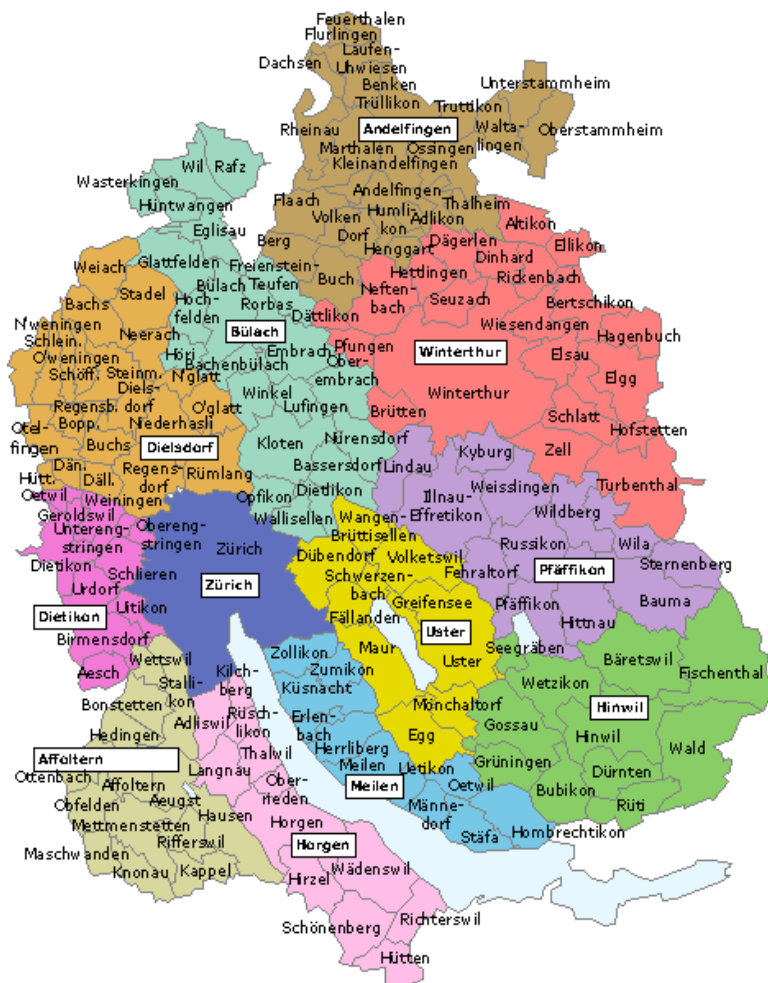 Feuerthalen
Flurlingen
Laufen-
Uhwiesen
Dachsen
Benken
Unterstammheim
Trüllikon
Truttikon
Rheinau
Andelfingen
Walta-
lingen
Oberstammheim
Marthalen
Ossingen
Kleinandelfingen
Wil
Rafz
Wasterkingen
Hüntwangen
Andelfingen
Flaach
Volken
Humli-
kon
Adlikon
Thalheim
Dorf
Berg
Henggart
Buch
Altikon
Dägerlen
Ellikon
Dinhard
Hettlingen
Rickenbach
Neften-
bach
Seuzach
Bertschikon
Wiesendangen
Hagenbuch
Eglisau
Glattfelden
Freienstein-
Teufen
Bülach
Rorbas
Hoch-
felden
Dättlikon
Weiach
Stadel
Bachs
N'weningen
Neerach
Bülach
Schlein.
Pfungen
Winterthur
Elsau
O'weningen
Höri
Embrach
Ober-
embrach
Schöff.
Steinm.
Bachenbülach
N'glatt
Elgg
Diels-
dorf
Winkel
Winterthur
Regensb.
O'glatt
Lufingen
Brütten
Schlatt
Hofstetten
Bopp.
Niederhasli
Otel-
fingen
Buchs
Dielsdorf
Kloten
Nürensdorf
Zell
Kyburg
Dän.
Regens-
dorf
Rümlang
Bassersdorf
Lindau
Hütt.
Däll.
Turbenthal
Weisslingen
Oetwil
Weiningen
Opfikon
Dietlikon
Illnau-
Effretikon
Wildberg
Geroldswil
Wallisellen
Wangen-
Brüttisellen
Untereng-
stringen
Obereng-
stringen
Zürich
Dübendorf
Volketswil
Russikon
Wila
Dietikon
Schlieren
Schwerzen-
bach
Fehraltorf
Pfäffikon
Sternenberg
Urdorf
Zürich
Greifensee
Pfäffikon
Bauma
Dietikon
Uitikon
Fällanden
Hittnau
Birmensdorf
Uster
Maur
Uster
Seegräben
Aesch
Wettswil
Zollikon
Bäretswil
Fischenthal
Stalli-
kon
Kilch-
berg
Zumikon
Wetzikon
Küsnacht
Bonstetten
Rüsch-
likon
Mönchaltorf
Hinwil
Adliswil
Erlen-
bach
Gossau
Hinwil
Hedingen
Egg
Wald
Herrliberg
Affoltern
Thalwil
Meilen
Uetikon
Grüningen
Ottenbach
Langnau
Ober-
rieden
Dürnten
Affoltern
Meilen
Oetwil
Bubikon
Obfelden
Aeugst
Männe-
dorf
Rüti
Hausen
Horgen
Mettmenstetten
Stäfa
Hombrechtikon
Rifferswil
Horgen
Maschwanden
Knonau
Kappel
Hirzel
Wädenswil
Schönenberg
Richterswil
Hütten